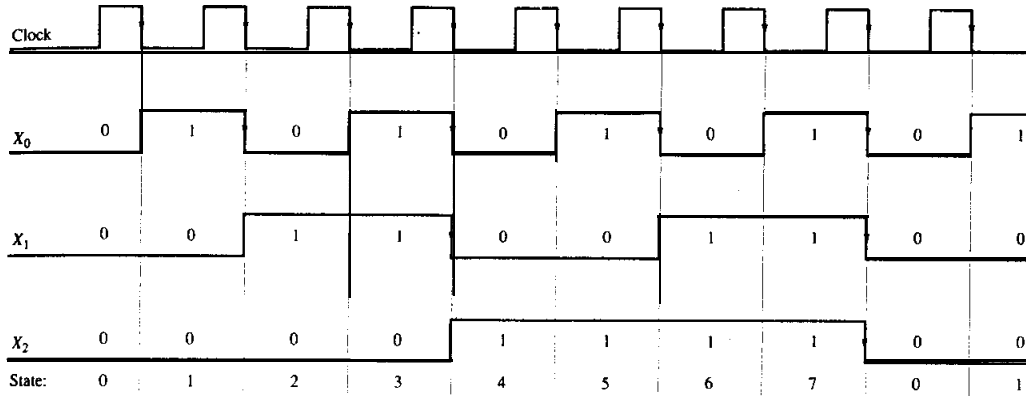 Clock
X0 0 1 0 1 0 1 0 1 0 1
X1 0 0 1 1 0 0 1 1 0 0
X2 0 0 0 0 1 1 1 1 0 0
State: 0 1 2 3 4 5 6 7 0 1